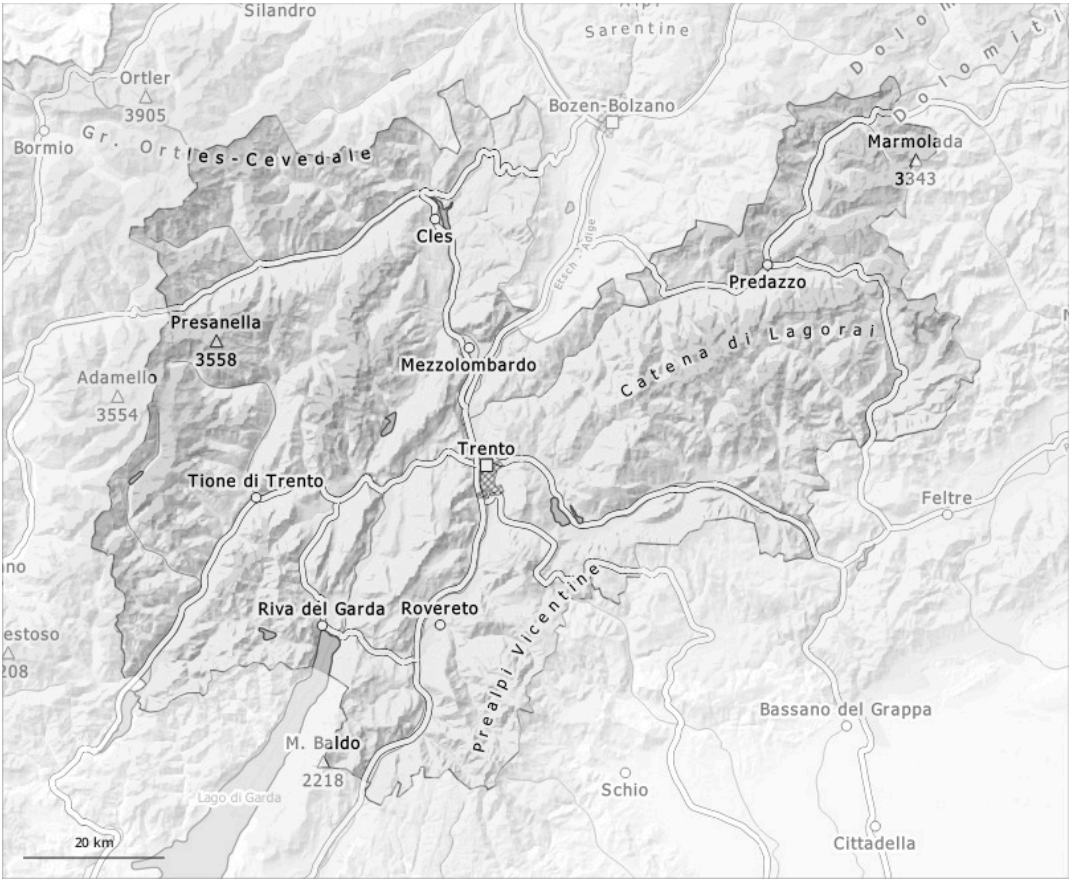 Silandro
Sarentine
Ortler
3905
Bozen-Bolzano
Bormio
Gr. Ortles-Cevedale
Dolomiti
Marmolada
3343
Cles
Etsch - Adige
Predazzo
Presanella
3558
Catena di Lagorai
Mezzolombardo
Adamello
3554
Trento
Tione di Trento
Feltre
Riva del Garda
Rovereto
Prealpi Vicentine
Bassano del Grappa
M. Baldo
2218
Lago di Garda
Schio
Cittadella
20 km